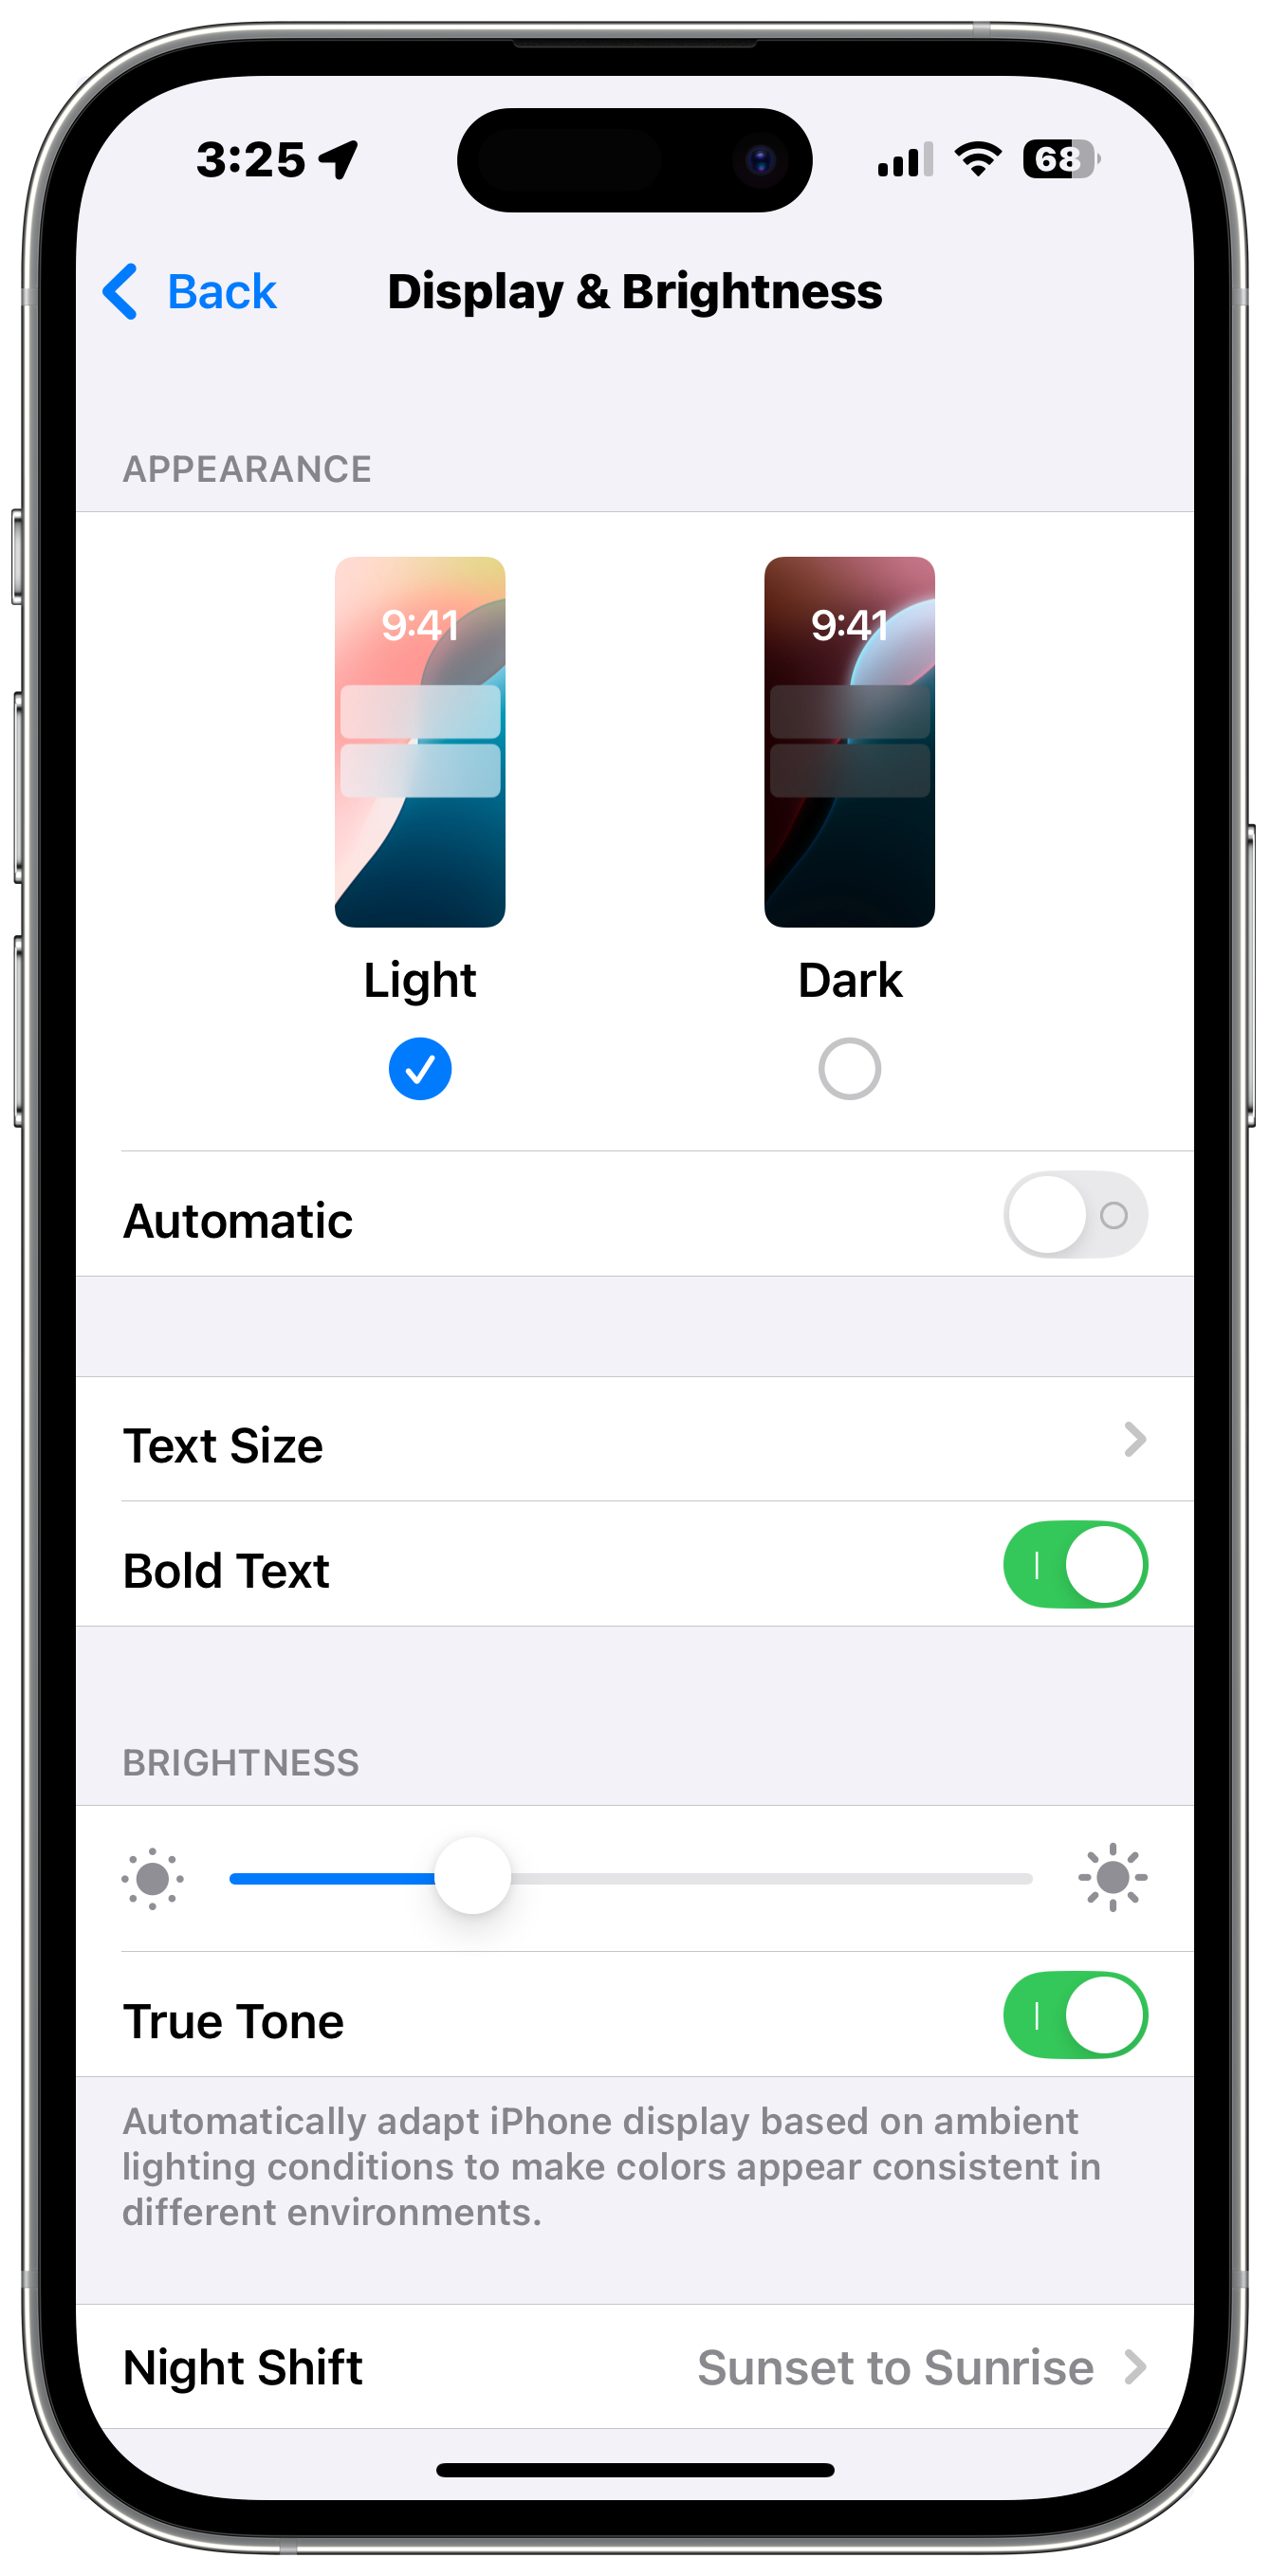 3:25
68
Back
Display & Brightness
APPEARANCE
9:41
9:41
Light
Dark
Automatic
Text Size
Bold Text
BRIGHTNESS
True Tone
Automatically adapt iPhone display based on ambient
lighting conditions to make colors appear consistent in
different environments.
Night Shift
Sunset to Sunrise